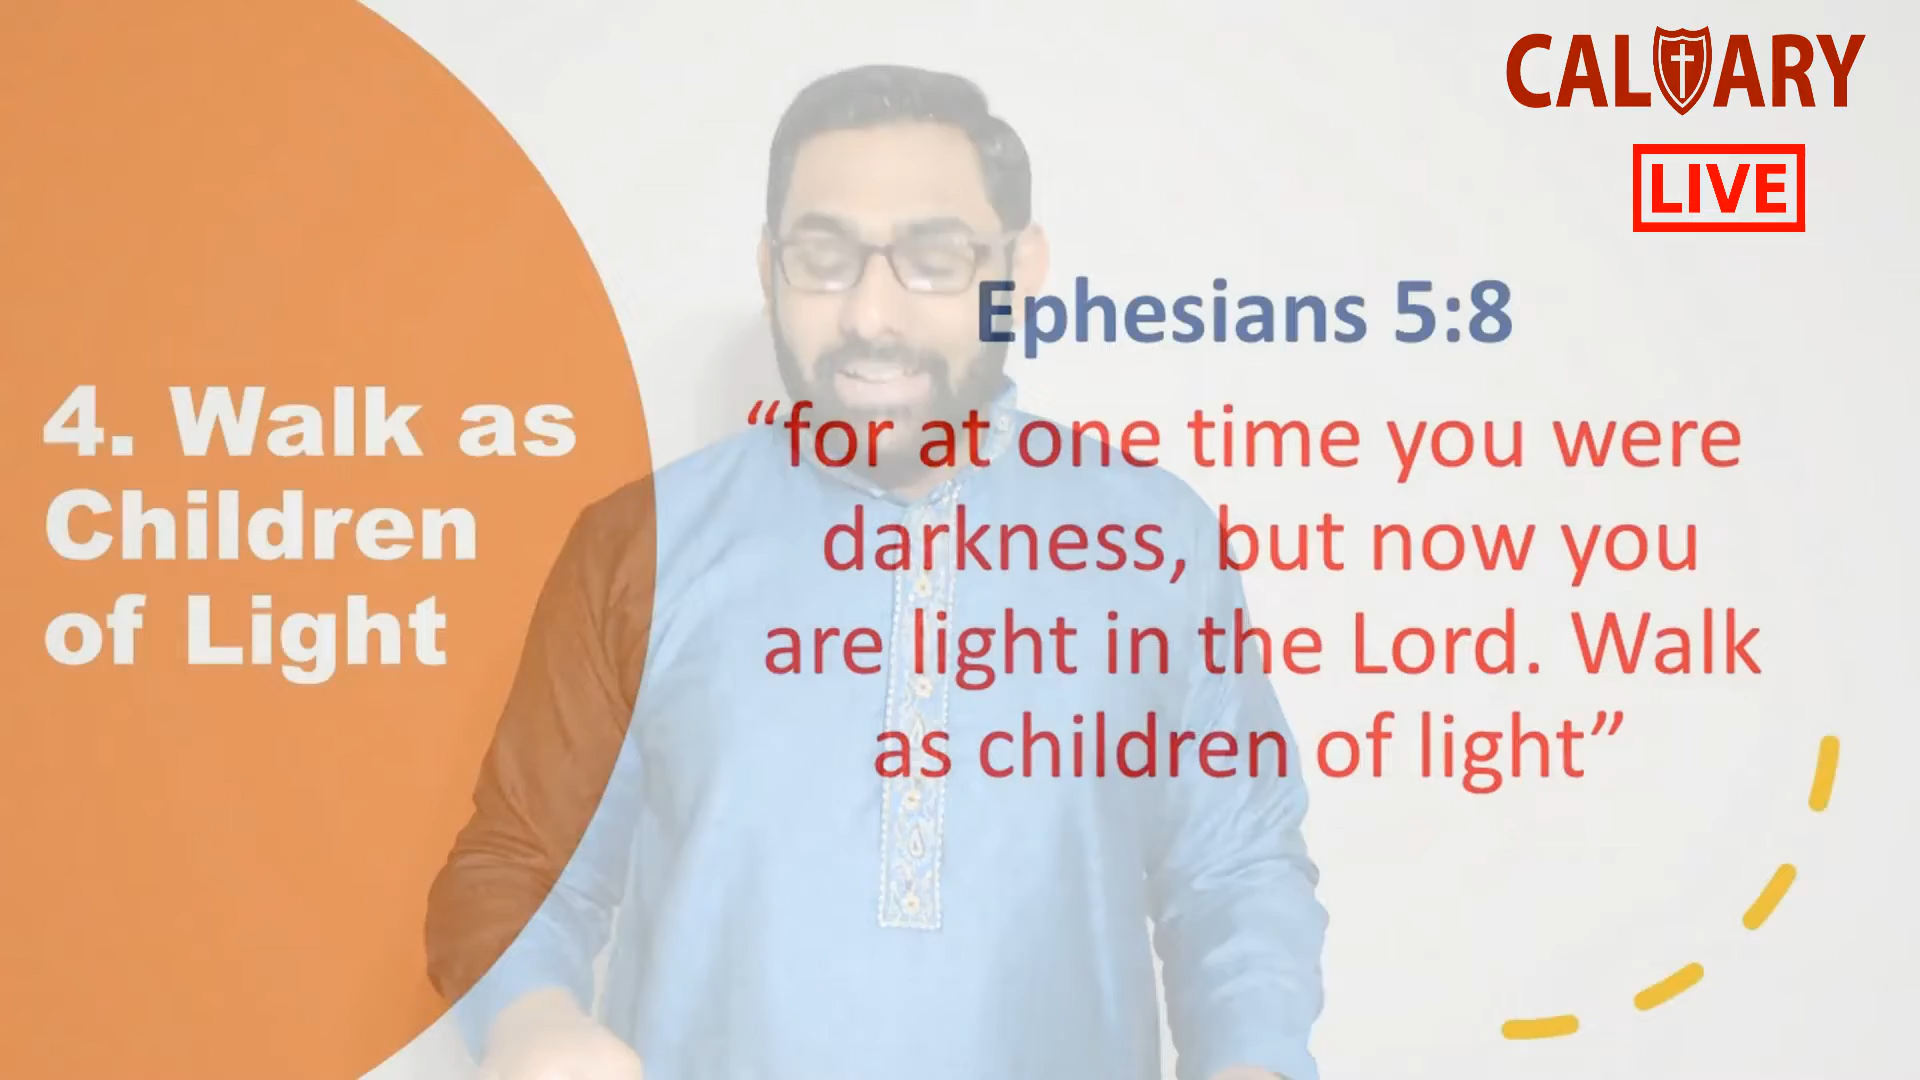 CALVARY
LIVE
4. Walk as
Children
of Light
Ephesians 5:8
“for at one time you were
darkness, but now you
are light in the Lord. Walk
as children of light”